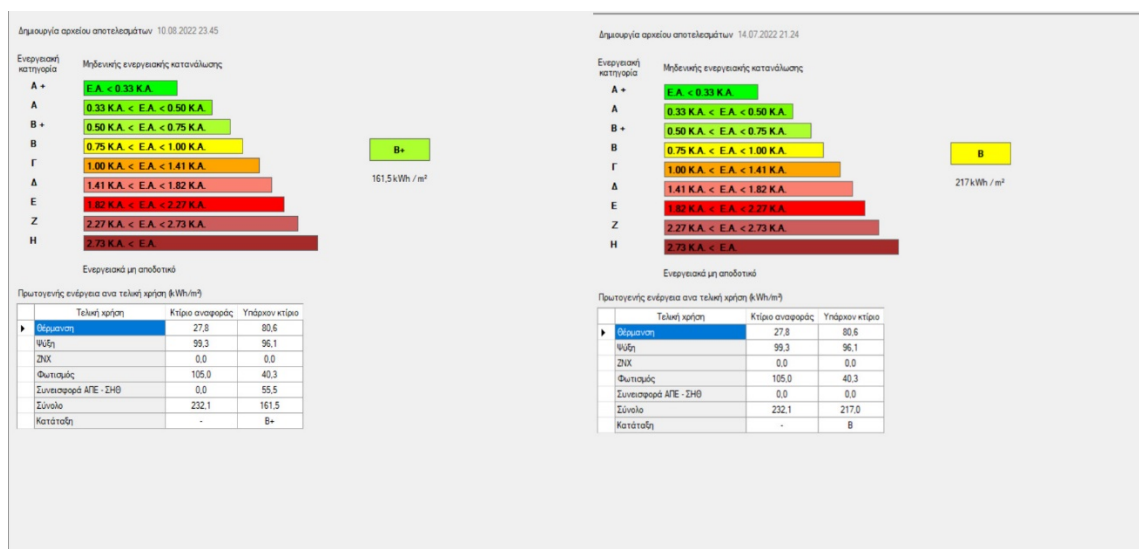 Δημιουργία αρχείου αποτελεσμάτων 10.08.2022 23.45
Ενεργειακή κατηγορία
Μηδενικής ενεργειακής κατανάλωσης
Α + Ε.Α. < 0.33 Κ.Α.
Α 0.33 Κ.Α. < Ε.Α. < 0.50 Κ.Α.
Β + 0.50 Κ.Α. < Ε.Α. < 0.75 Κ.Α.
Β 0.75 Κ.Α. < Ε.Α. < 1.00 Κ.Α.
Γ 1.00 Κ.Α. < Ε.Α. < 1.41 Κ.Α.
Δ 1.41 Κ.Α. < Ε.Α. < 1.82 Κ.Α.
Ε 1.82 Κ.Α. < Ε.Α. < 2.27 Κ.Α.
Ζ 2.27 Κ.Α. < Ε.Α. < 2.73 Κ.Α.
Η 2.73 Κ.Α. < Ε.Α.
Ενεργειακά μη αποδοτικό
Β+
161,5 kWh / m²
Πρωτογενής ενέργεια ανα τελική χρήση (kWh/m²)
Τελική χρήση Κτίριο αναφοράς Υπάρχον κτίριο
Θέρμανση 27,8 80,6
Ψύξη 99,3 96,1
ΖΝΧ 0,0 0,0
Φωτισμός 105,0 40,3
Συνεισφορά ΑΠΕ - ΣΗΘ 0,0 55,5
Σύνολο 232,1 161,5
Κατάταξη - Β+
Δημιουργία αρχείου αποτελεσμάτων 14.07.2022 21.24
Ενεργειακή κατηγορία
Μηδενικής ενεργειακής κατανάλωσης
Α + Ε.Α. < 0.33 Κ.Α.
Α 0.33 Κ.Α. < Ε.Α. < 0.50 Κ.Α.
Β + 0.50 Κ.Α. < Ε.Α. < 0.75 Κ.Α.
Β 0.75 Κ.Α. < Ε.Α. < 1.00 Κ.Α.
Γ 1.00 Κ.Α. < Ε.Α. < 1.41 Κ.Α.
Δ 1.41 Κ.Α. < Ε.Α. < 1.82 Κ.Α.
Ε 1.82 Κ.Α. < Ε.Α. < 2.27 Κ.Α.
Ζ 2.27 Κ.Α. < Ε.Α. < 2.73 Κ.Α.
Η 2.73 Κ.Α. < Ε.Α.
Ενεργειακά μη αποδοτικό
Β
217 kWh / m²
Πρωτογενής ενέργεια ανα τελική χρήση (kWh/m²)
Τελική χρήση Κτίριο αναφοράς Υπάρχον κτίριο
Θέρμανση 27,8 80,6
Ψύξη 99,3 96,1
ΖΝΧ 0,0 0,0
Φωτισμός 105,0 40,3
Συνεισφορά ΑΠΕ - ΣΗΘ 0,0 0,0
Σύνολο 232,1 217,0
Κατάταξη - Β